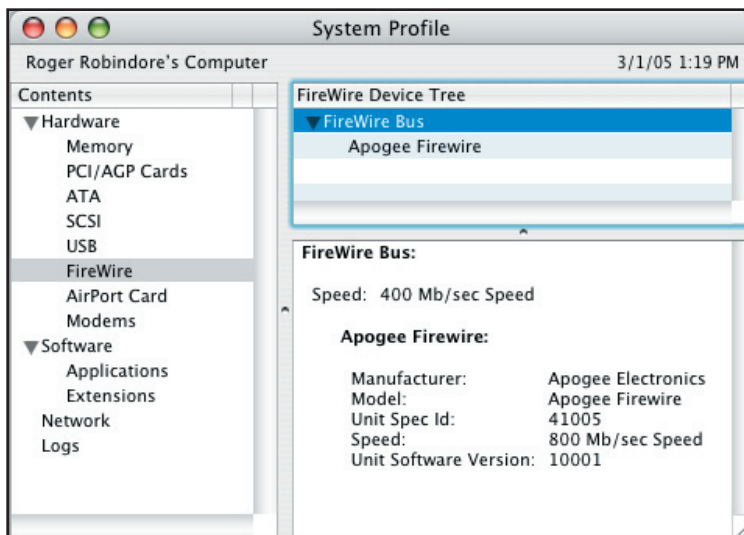 System Profile
Roger Robindore's Computer 3/1/05 1:19 PM
Contents
Hardware
Memory
PCI/AGP Cards
ATA
SCSI
USB
FireWire
AirPort Card
Modems
Software
Applications
Extensions
Network
Logs
FireWire Device Tree
FireWire Bus
Apogee Firewire
FireWire Bus:
Speed: 400 Mb/sec Speed
Apogee Firewire:
Manufacturer: Apogee Electronics
Model: Apogee Firewire
Unit Spec Id: 41005
Speed: 800 Mb/sec Speed
Unit Software Version: 10001